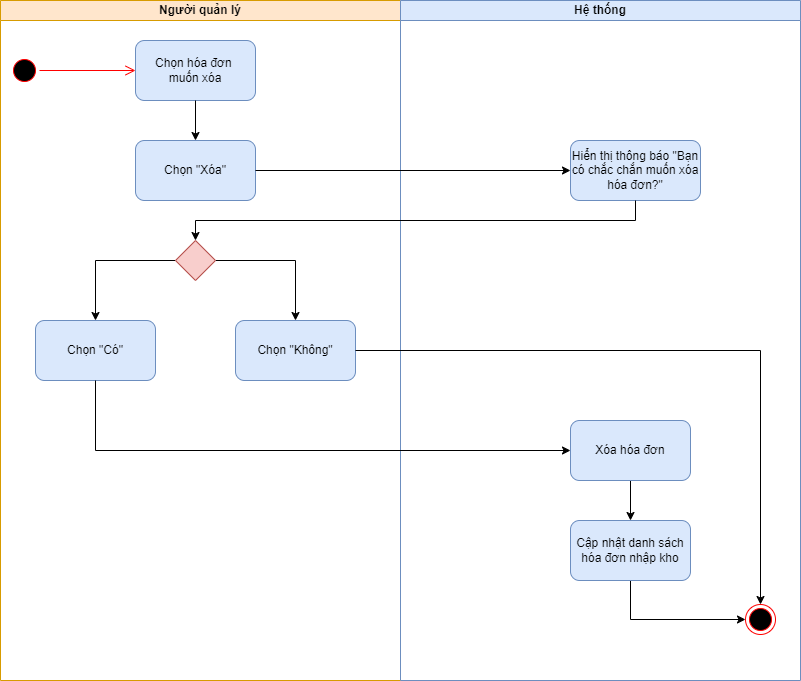 Người quản lý
Hệ thống
Chọn hóa đơn
muốn xóa
Chọn "Xóa"
Hiển thị thông báo "Bạn
có chắc chắn muốn xóa
hóa đơn?"
Chọn "Có"
Chọn "Không"
Xóa hóa đơn
Cập nhật danh sách
hóa đơn nhập kho